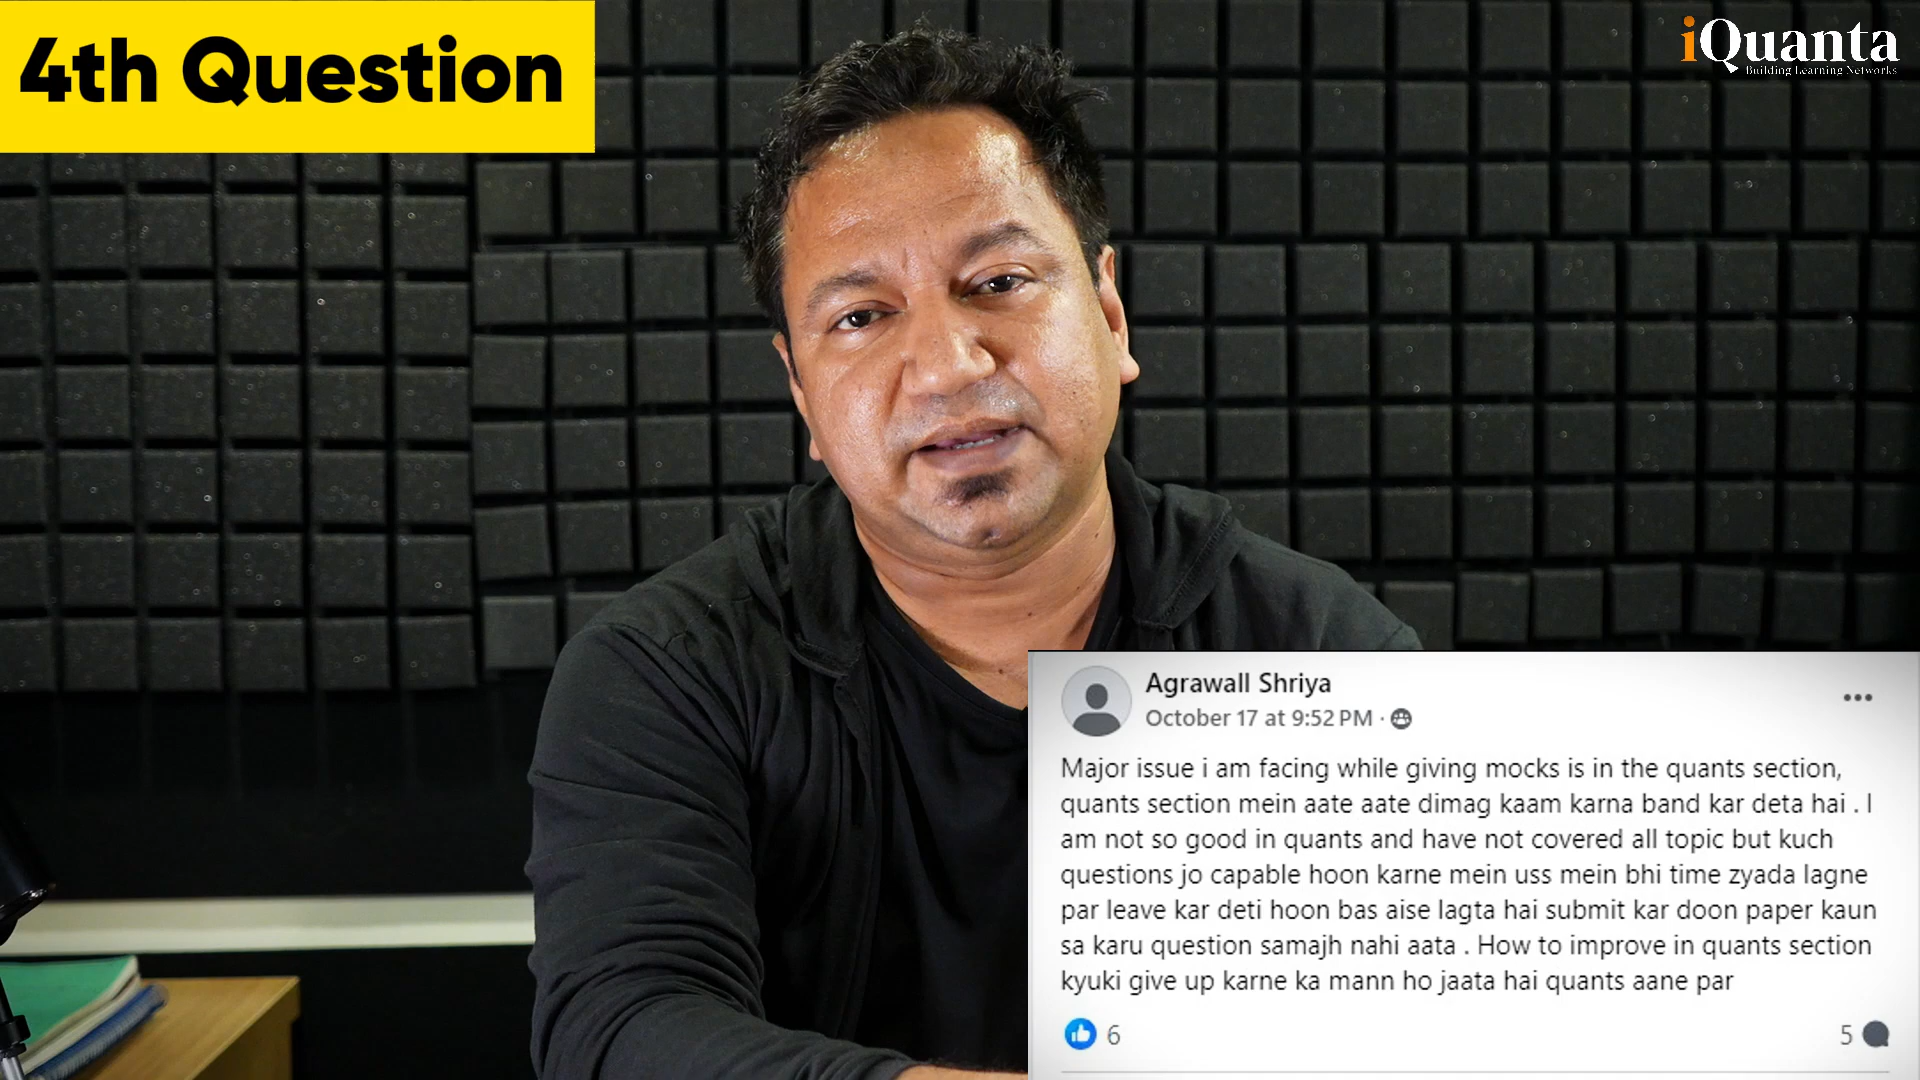 4th Question
iQuanta
Building Learning Networks
Agrawall Shriya
October 17 at 9:52 PM ·
Major issue i am facing while giving mocks is in the quants section,
quants section mein aate aate dimag kaam karna band kar deta hai . I
am not so good in quants and have not covered all topic but kuch
questions jo capable hoon karne mein uss mein bhi time zyada lagne
par leave kar deti hoon bas aise lagta hai submit kar doon paper kaun
sa karu question samajh nahi aata . How to improve in quants section
kyuki give up karne ka mann ho jaata hai quants aane par
6
5